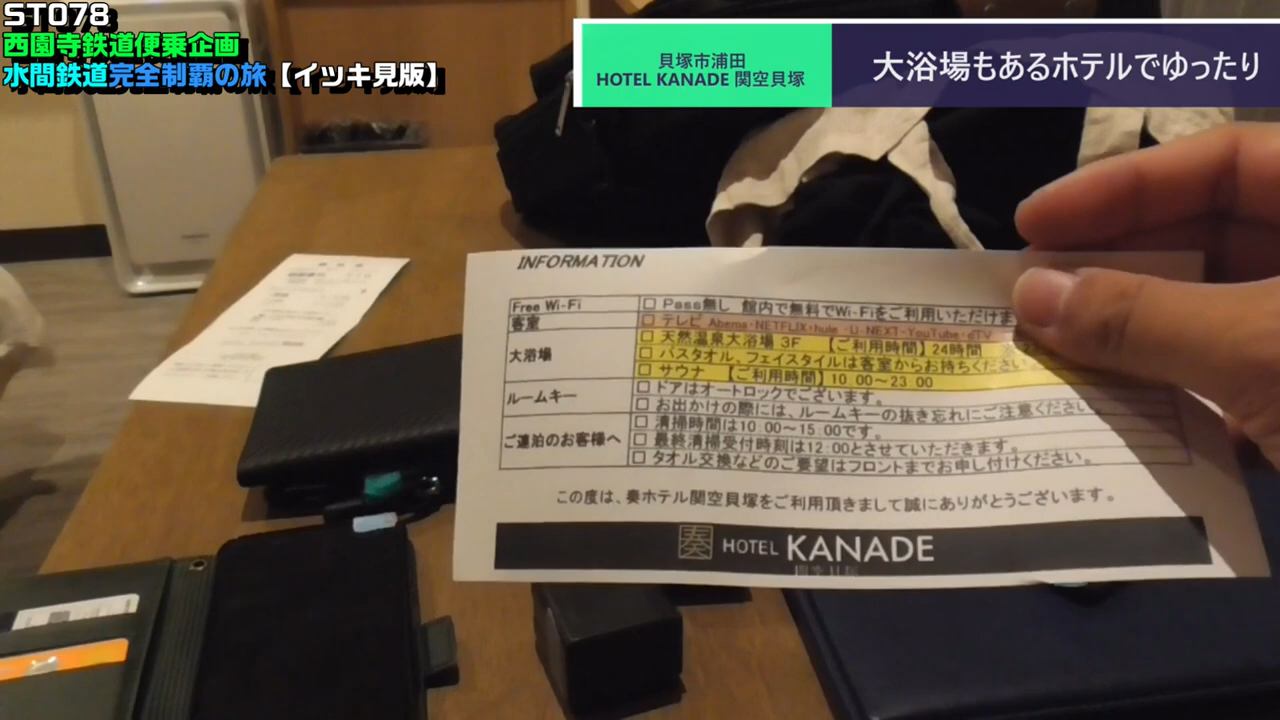 ST078
西園寺鉄道便乗企画
水間鉄道完全制覇の旅【イツキ見版】
貝塚市浦田
HOTEL KANADE 関空貝塚
大浴場もあるホテルでゆったり
INFORMATION
Free Wi-Fi
□ Pass無し 館内で無料でWi-Fiをご利用いただけま
客室
□ テレビ Abema・NETFLIX・hule・U-NEXT・YouTube・dTV
大浴場
□ 天然温泉大浴場 3F 【ご利用時間】24時間
□ バスタオル、フェイスタイルは客室からお持ちください
□ サウナ 【ご利用時間】10:00～23:00
ルームキー
□ ドアはオートロックでございます。
□ お出かけの際には、ルームキーの抜き忘れにご注意ください。
ご連泊のお客様へ
□ 清掃時間は10:00～15:00です。
□ 最終清掃受付時刻は12:00とさせていただきます。
□ タオル交換などのご要望はフロントまでお申し付けください。
この度は、奏ホテル関空貝塚をご利用頂きまして誠にありがとうございます。
奏 HOTEL KANADE
関空貝塚